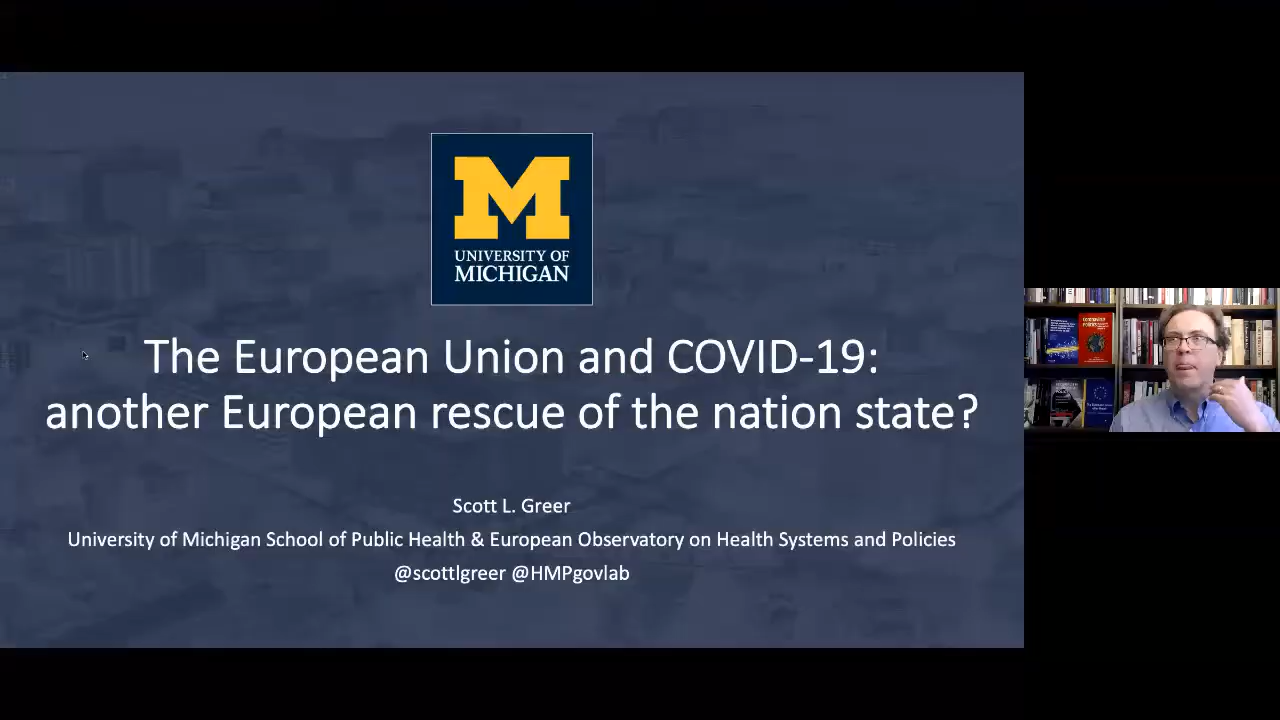 UNIVERSITY OF
MICHIGAN
The European Union and COVID-19:
another European rescue of the nation state?
Scott L. Greer
University of Michigan School of Public Health & European Observatory on Health Systems and Policies
@scottlgreer @HMPgovlab